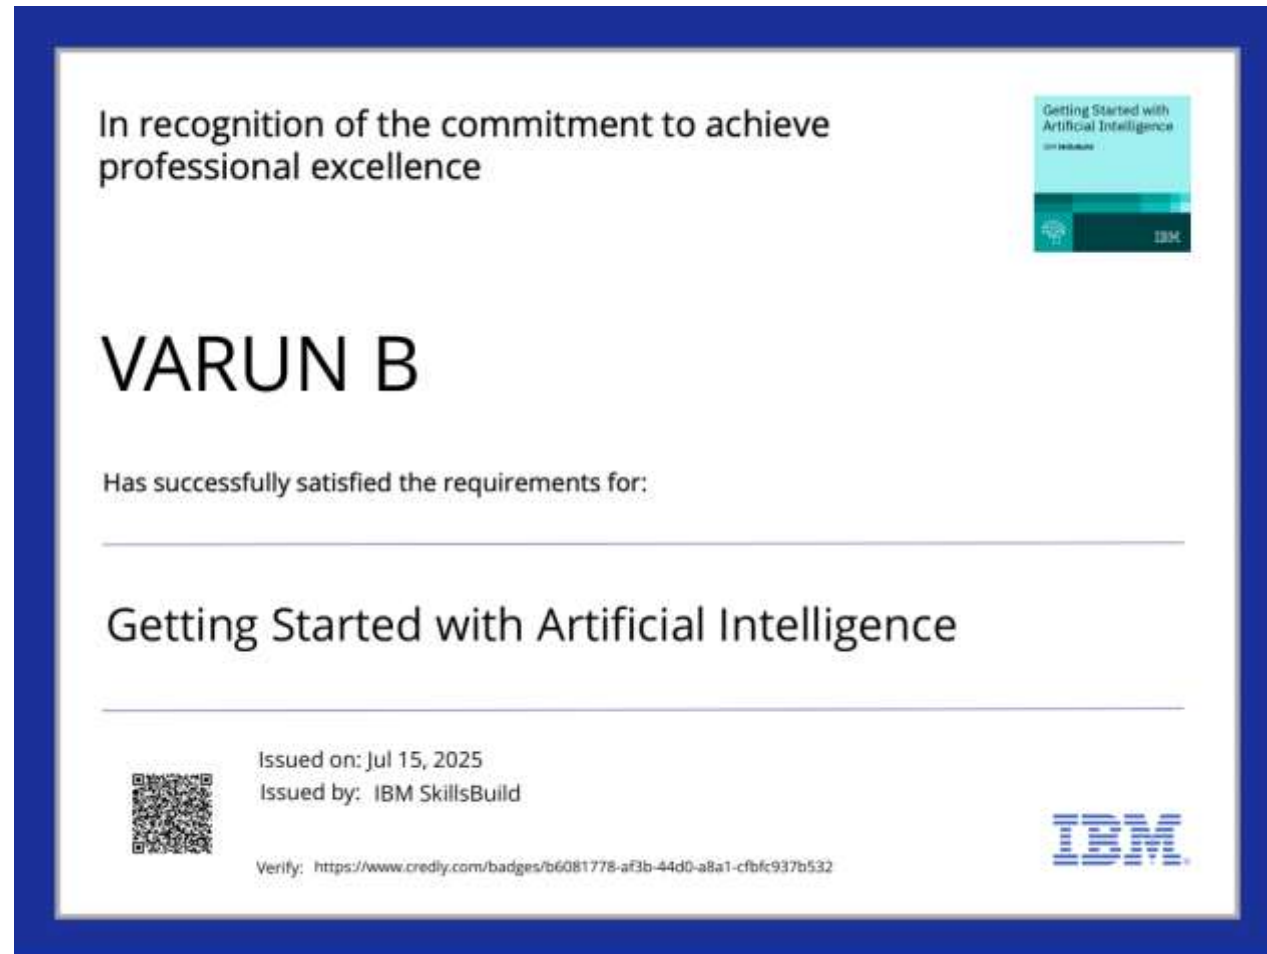 In recognition of the commitment to achieve
professional excellence
Getting Started with
Artificial Intelligence
IBM SkillsBuild
IBM
VARUN B
Has successfully satisfied the requirements for:
Getting Started with Artificial Intelligence
Issued on: Jul 15, 2025
Issued by: IBM SkillsBuild
Verify: https://www.credly.com/badges/b6081778-af3b-44d0-a8a1-cfbfc937b532
IBM